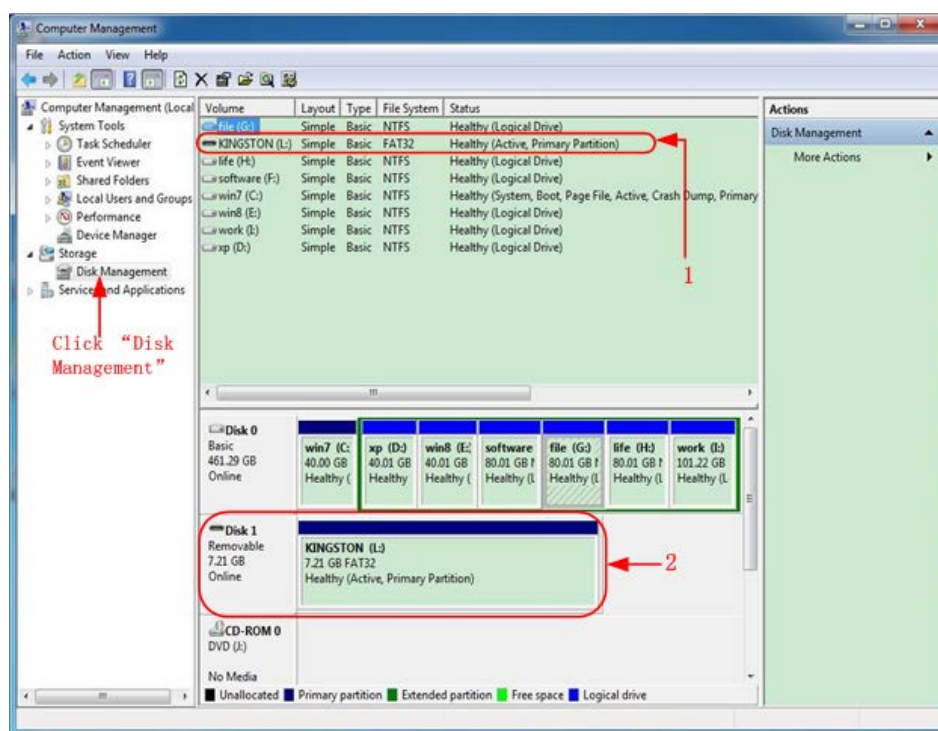 Computer Management
File Action View Help
Computer Management (Local
System Tools
Task Scheduler
Event Viewer
Shared Folders
Local Users and Groups
Performance
Device Manager
Storage
Disk Management
Services and Applications
Click “Disk
Management”
Volume Layout Type File System Status
file (G:) Simple Basic NTFS Healthy (Logical Drive)
KINGSTON (L:) Simple Basic FAT32 Healthy (Active, Primary Partition)
life (H:) Simple Basic NTFS Healthy (Logical Drive)
software (F:) Simple Basic NTFS Healthy (Logical Drive)
win7 (C:) Simple Basic NTFS Healthy (System, Boot, Page File, Active, Crash Dump, Primary
win8 (E:) Simple Basic NTFS Healthy (Logical Drive)
work (I:) Simple Basic NTFS Healthy (Logical Drive)
xp (D:) Simple Basic NTFS Healthy (Logical Drive)
1
Actions
Disk Management
More Actions
Disk 0
Basic
461.29 GB
Online
win7 (C:
40.00 GB
Healthy (
xp (D:)
40.01 GB
Healthy
win8 (E:
40.01 GB
Healthy (
software
80.01 GB
Healthy (L
file (G:)
80.01 GB
Healthy (L
life (H:)
80.01 GB
Healthy (L
work (I:)
101.22 GB
Healthy (L
Disk 1
Removable
7.21 GB
Online
KINGSTON (L:)
7.21 GB FAT32
Healthy (Active, Primary Partition)
2
CD-ROM 0
DVD (J:)
No Media
Unallocated Primary partition Extended partition Free space Logical drive